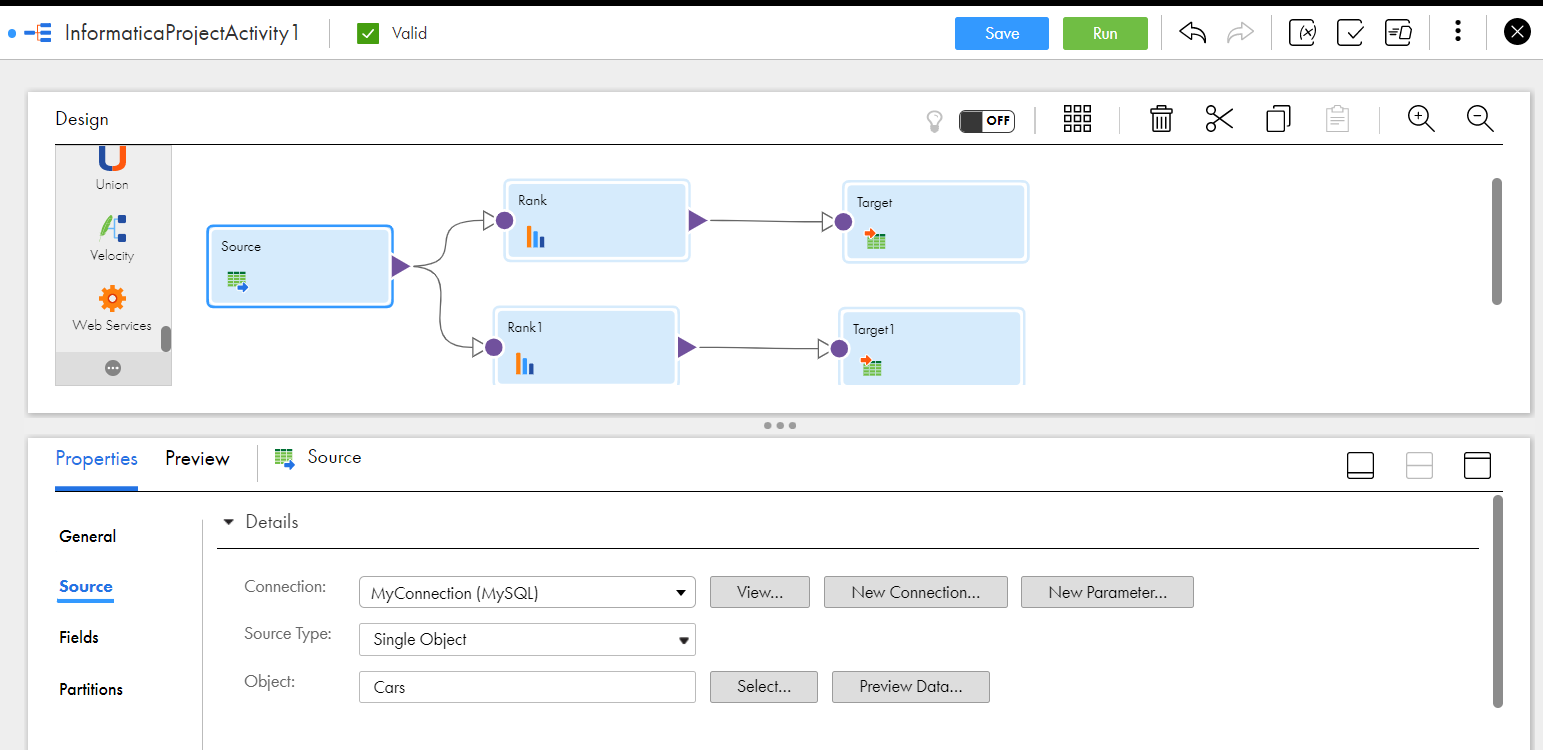 InformaticaProjectActivity1
Valid
Save
Run
Design
OFF
Union
Velocity
Web Services
Source
Rank
Target
Rank1
Target1
Properties
Preview
Source
Details
General
Source
Fields
Partitions
Connection:
MyConnection (MySQL)
View...
New Connection...
New Parameter...
Source Type:
Single Object
Object:
Cars
Select...
Preview Data...